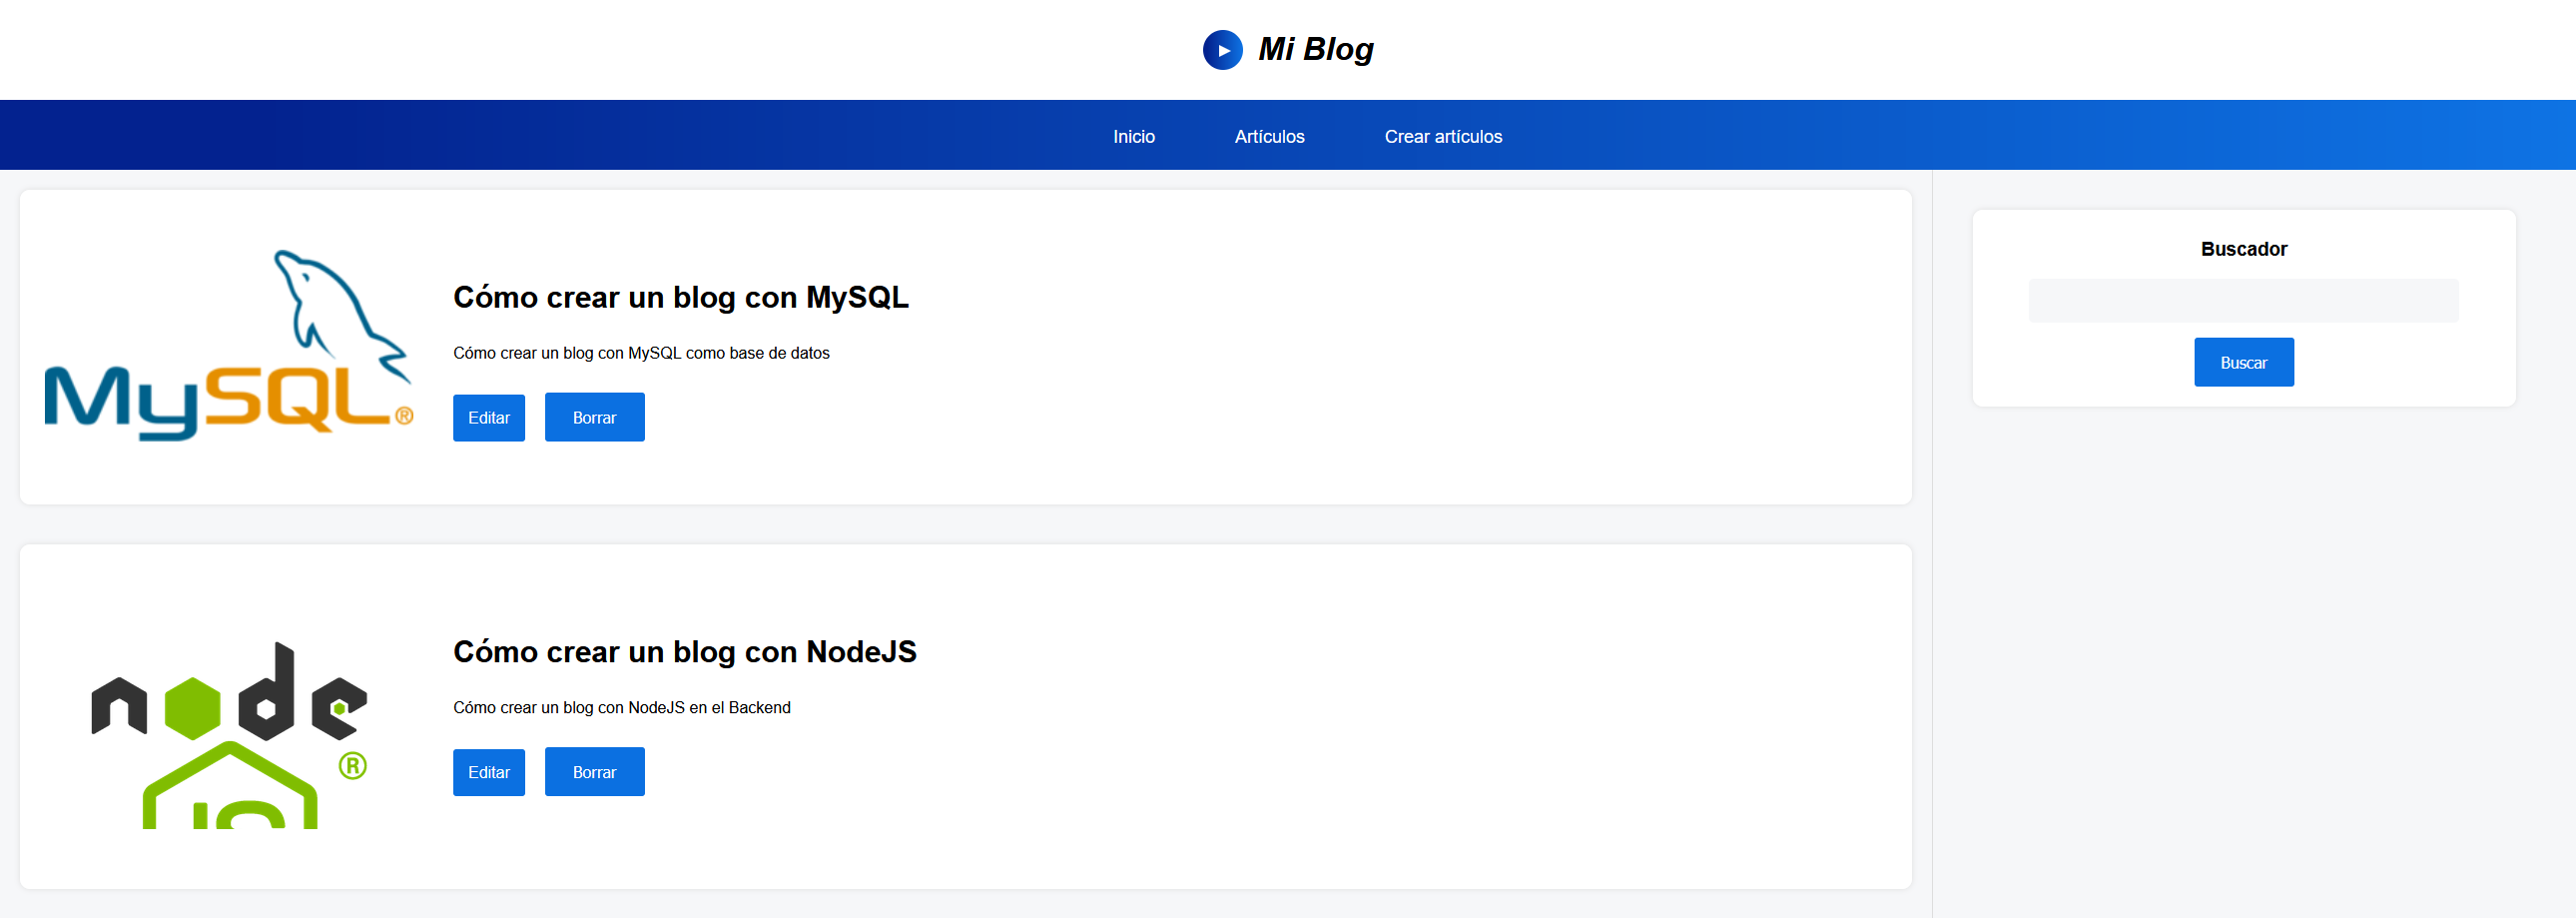 Mi Blog
Inicio Artículos Crear artículos
MySQL®
Cómo crear un blog con MySQL
Cómo crear un blog con MySQL como base de datos
Editar Borrar
Buscador
Buscar
node
JS
®
Cómo crear un blog con NodeJS
Cómo crear un blog con NodeJS en el Backend
Editar Borrar